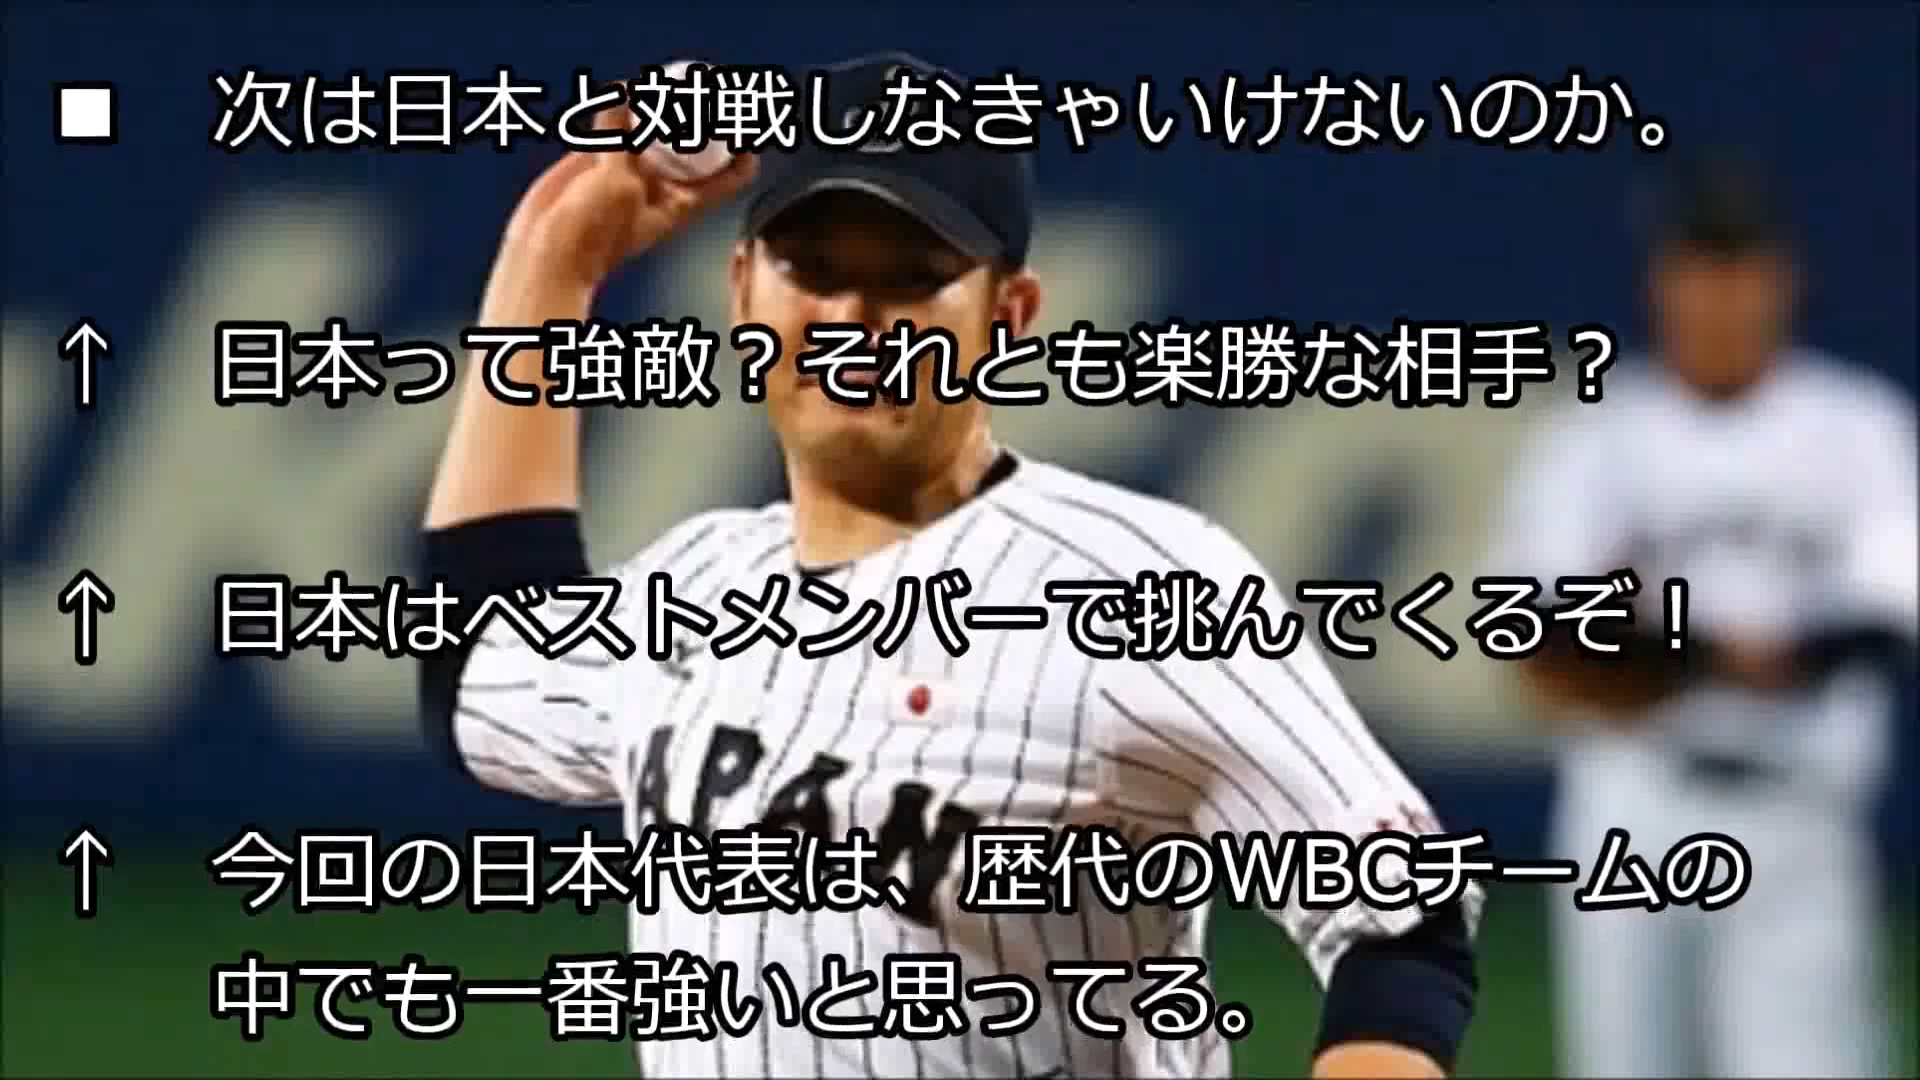 ■ 次は日本と対戦しなきゃいけないのか。
↑ 日本って強敵？それとも楽勝な相手？
↑ 日本はベストメンバーで挑んでくるぞ！
↑ 今回の日本代表は、歴代のWBCチームの
中でも一番強いと思ってる。
JAPAN